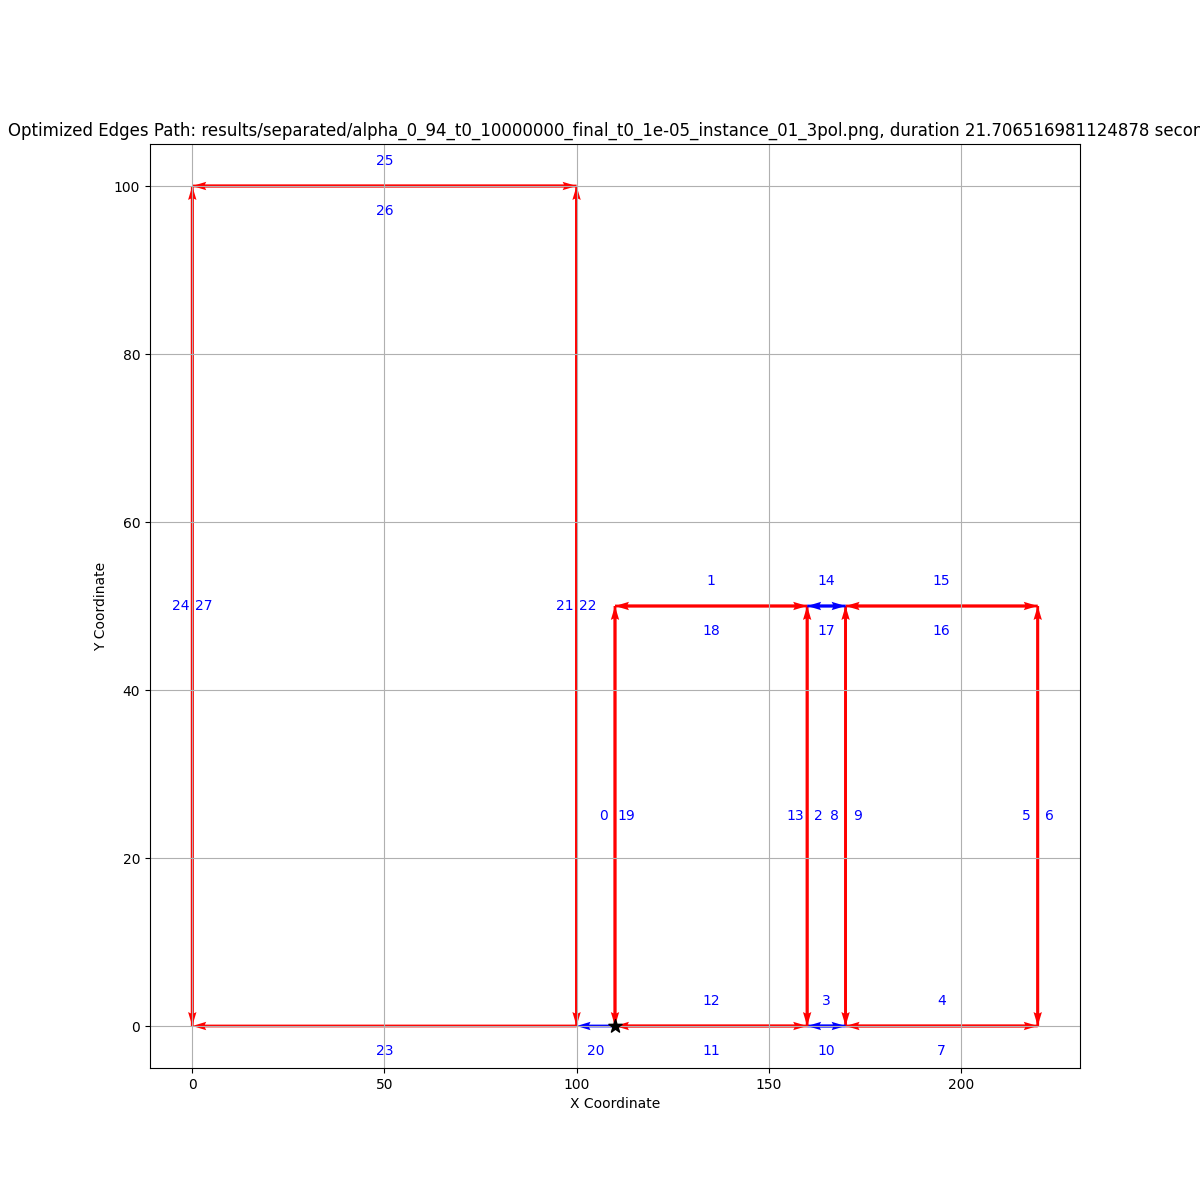 Optimized Edges Path: results/separated/alpha_0_94_t0_10000000_final_t0_1e-05_instance_01_3pol.png, duration 21.706516981124878 secor
25
100
26
80
60
1 14 15
24 27 21 22
18 17 16
Y Coordinate
40
0 19 13 2 8 9 5 6
20
12 3 4
0
23 20 11 10 7
0 50 100 150 200
X Coordinate